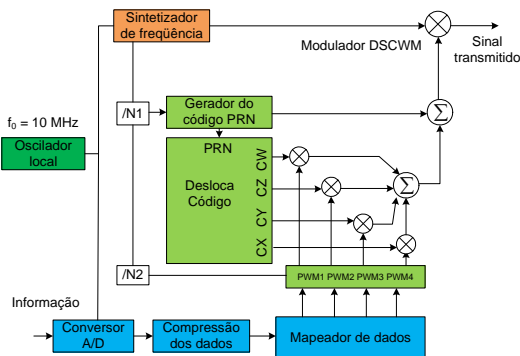 Sintetizador
de freqüência
Modulador DSCWM
Sinal
transmitido
f₀ = 10 MHz
Oscilador
local
/N1
Gerador do
código PRN
Σ
PRN
Desloca
Código
CW
CZ
CY
CX
Σ
/N2
PWM1 PWM2 PWM3 PWM4
Informação
Conversor
A/D
Compressão
dos dados
Mapeador de dados